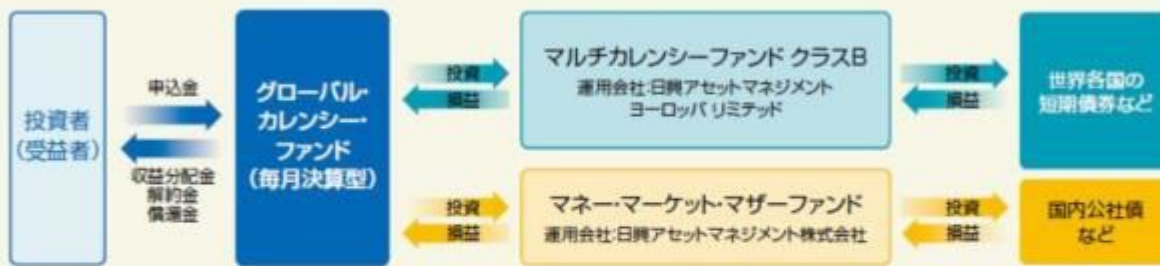 投資者
(受益者)
申込金
収益分配金
解約金
償還金
グローバル・
カレンシー・
ファンド
(毎月決算型)
投資
損益
マルチカレンシーファンド クラスB
運用会社:日興アセットマネジメント
ヨーロッパ リミテッド
投資
損益
世界各国の
短期債券など
投資
損益
マネー・マーケット・マザーファンド
運用会社:日興アセットマネジメント株式会社
投資
損益
国内公社債
など